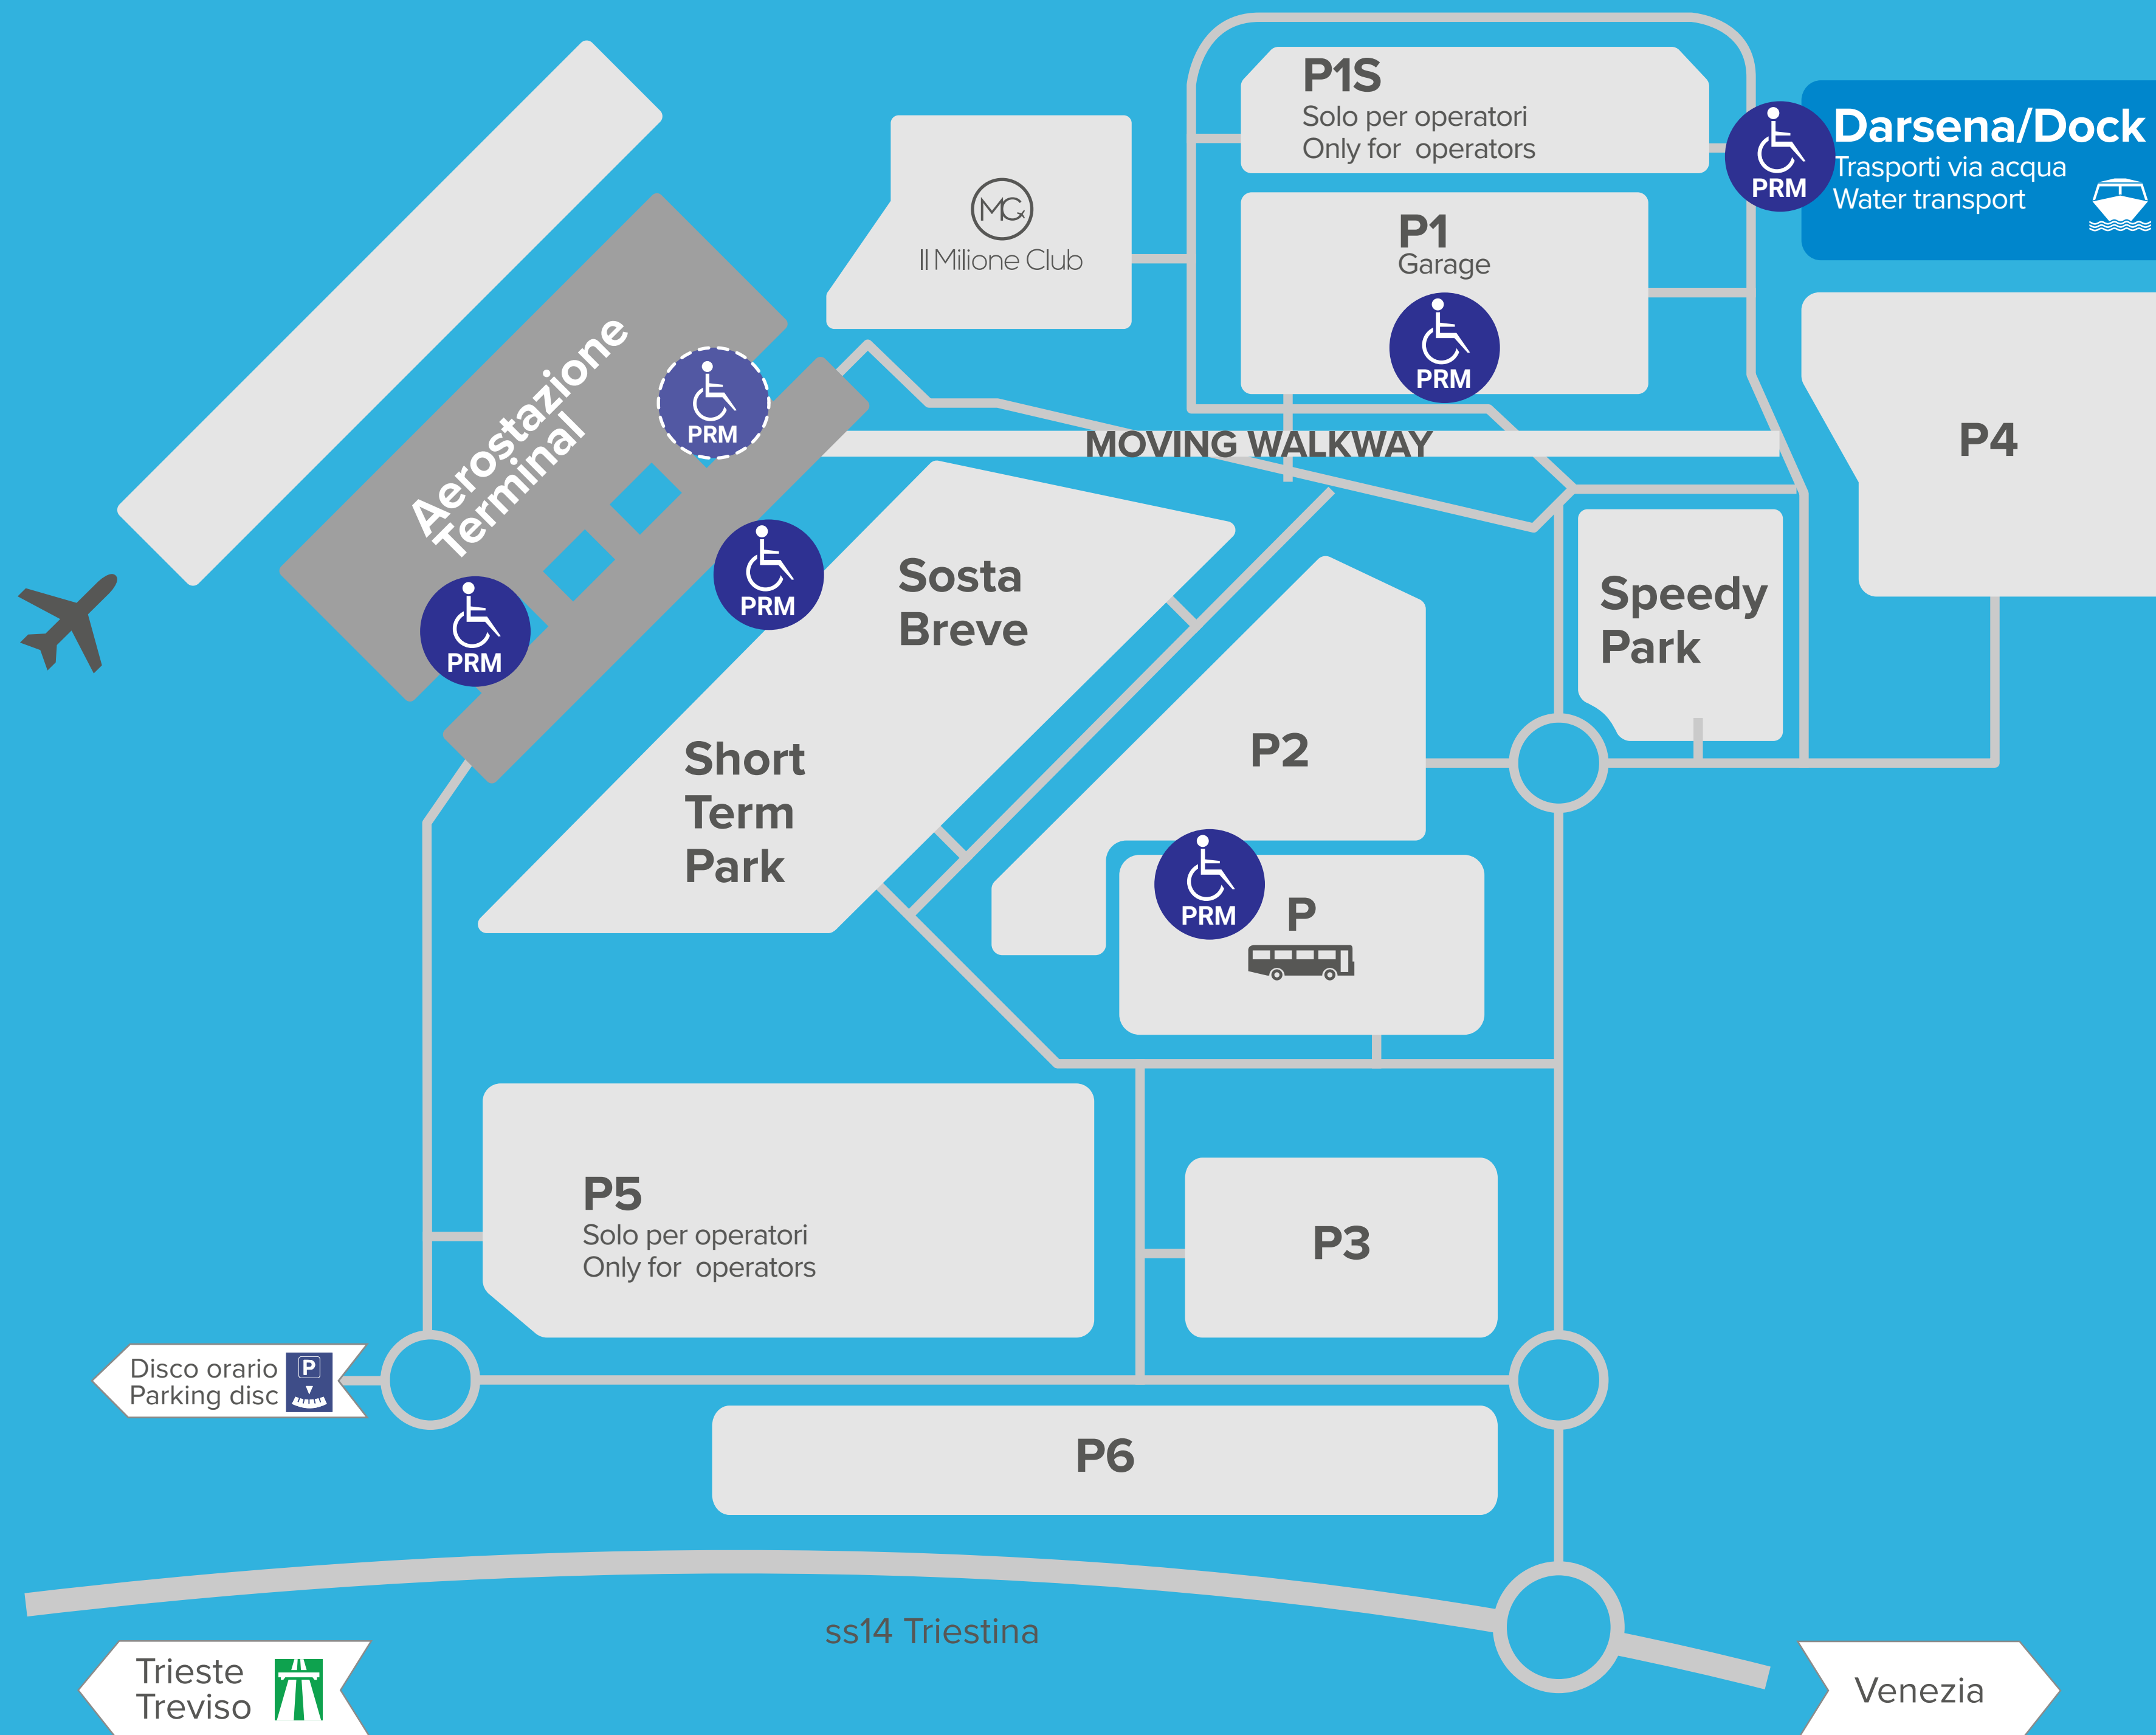 P1S
Solo per operatori
Only for operators
Darsena/Dock
Trasporti via acqua
Water transport
PRM
MC
Il Milione Club
P1
Garage
PRM
Aerostazione
Terminal
PRM
MOVING WALKWAY
P4
PRM
PRM
Sosta
Breve
Speedy
Park
Short
Term
Park
P2
PRM
P
P5
Solo per operatori
Only for operators
P3
Disco orario
Parking disc
P
P6
ss14 Triestina
Trieste
Treviso
Venezia